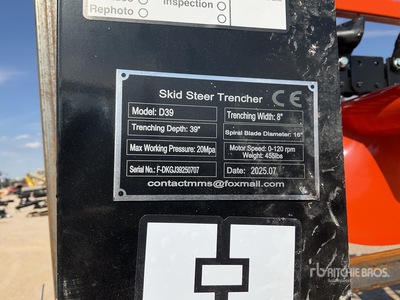 Inspection
Rephoto
Skid Steer Trencher CE
Model: D39
Trenching Width: 8"
Trenching Depth: 39"
Spiral Blade Diameter: 16"
Max Working Pressure: 20Mpa
Motor Speed: 0-120 rpm
Weight: 455lbs
Serial No.: F-DKGJ39250707
Date: 2025.07
contactmms@foxmail.com
rb RITCHIE BROS.